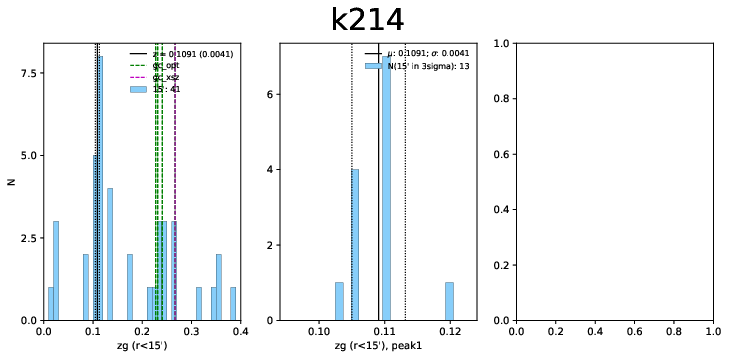 k214
z = 0.1091 (0.0041)
gc_opt
gc_xsz
15': 41
N
7.5
5.0
2.5
0.0
0.0 0.1 0.2 0.3 0.4
zg (r<15')
μ: 0.1091; σ: 0.0041
N(15' in 3sigma): 13
6
4
2
0
0.10 0.11 0.12
zg (r<15'), peak1
1.0
0.8
0.6
0.4
0.2
0.0
0.0 0.2 0.4 0.6 0.8 1.0